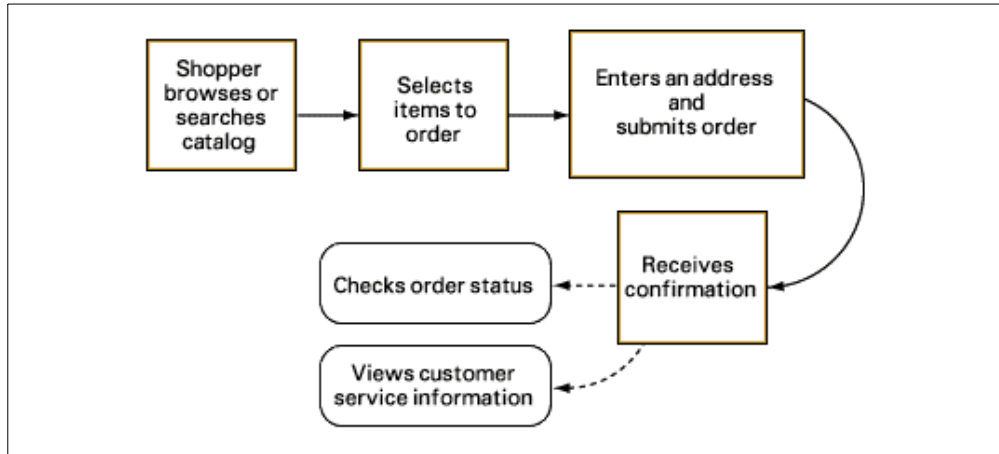 Shopper
browses or
searches
catalog
Selects
items to
order
Enters an address
and
submits order
Receives
confirmation
Checks order status
Views customer
service information